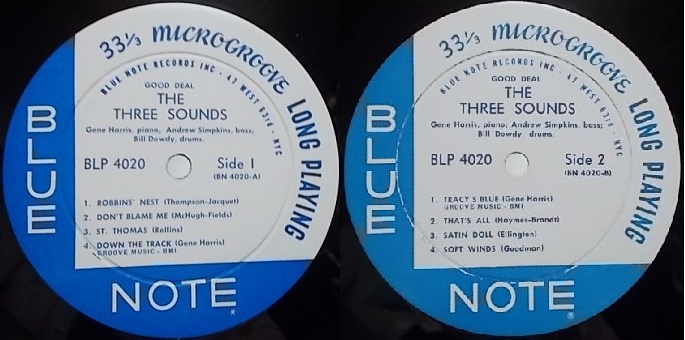 33⅓ MICROGROOVE LONG PLAYING
BLUE NOTE RECORDS INC · 47 WEST 63rd · NYC
GOOD DEAL
THE
THREE SOUNDS
Gene Harris, piano, Andrew Simpkins, bass;
Bill Dowdy, drums.
BLP 4020
Side 1
(BN 4020-A)
1. ROBBINS' NEST (Thompson-Jacquet)
2. DON'T BLAME ME (McHugh-Fields)
3. ST. THOMAS (Rollins)
4. DOWN THE TRACK (Gene Harris)
GROOVE MUSIC - BMI
BLUE
NOTE
33⅓ MICROGROOVE LONG PLAYING
BLUE NOTE RECORDS INC · 47 WEST 63rd · NYC
GOOD DEAL
THE
THREE SOUNDS
Gene Harris, piano, Andrew Simpkins, bass;
Bill Dowdy, drums.
BLP 4020
Side 2
(BN 4020-B)
1. TRACY'S BLUE (Gene Harris)
GROOVE MUSIC - BMI
2. THAT'S ALL (Haymes-Brandt)
3. SATIN DOLL (Ellington)
4. SOFT WINDS (Goodman)
BLUE
NOTE
®